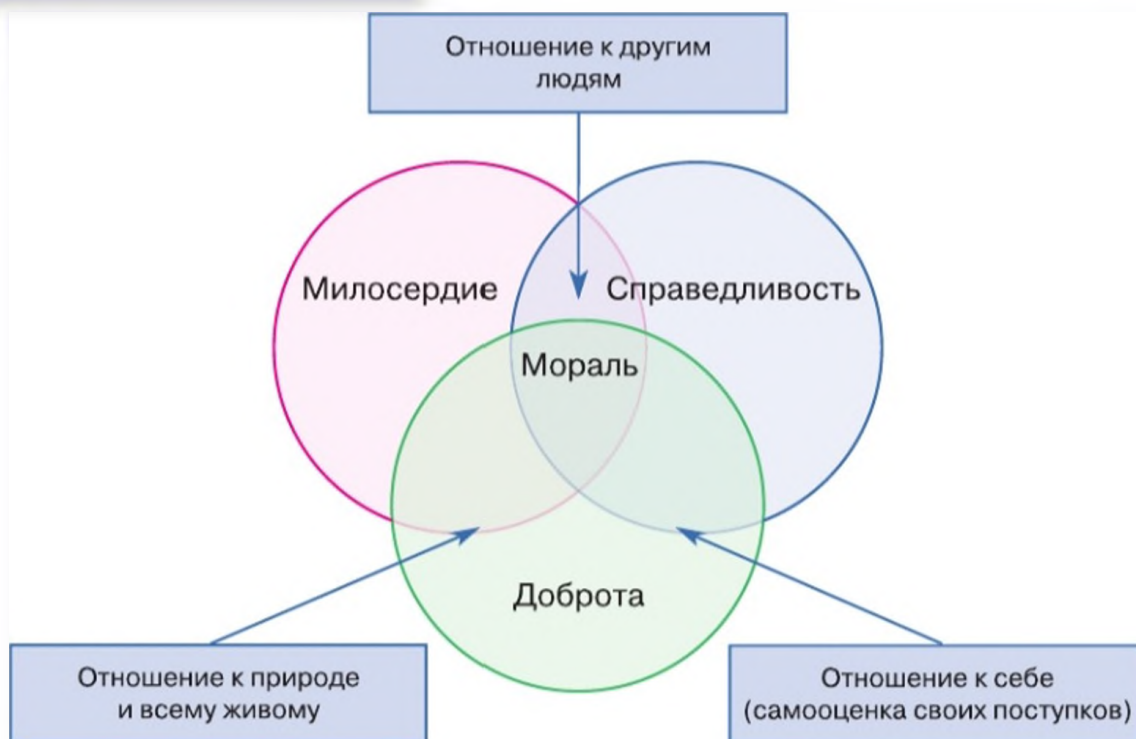 Отношение к другим
людям
Милосердие
Справедливость
Мораль
Доброта
Отношение к природе
и всему живому
Отношение к себе
(самооценка своих поступков)